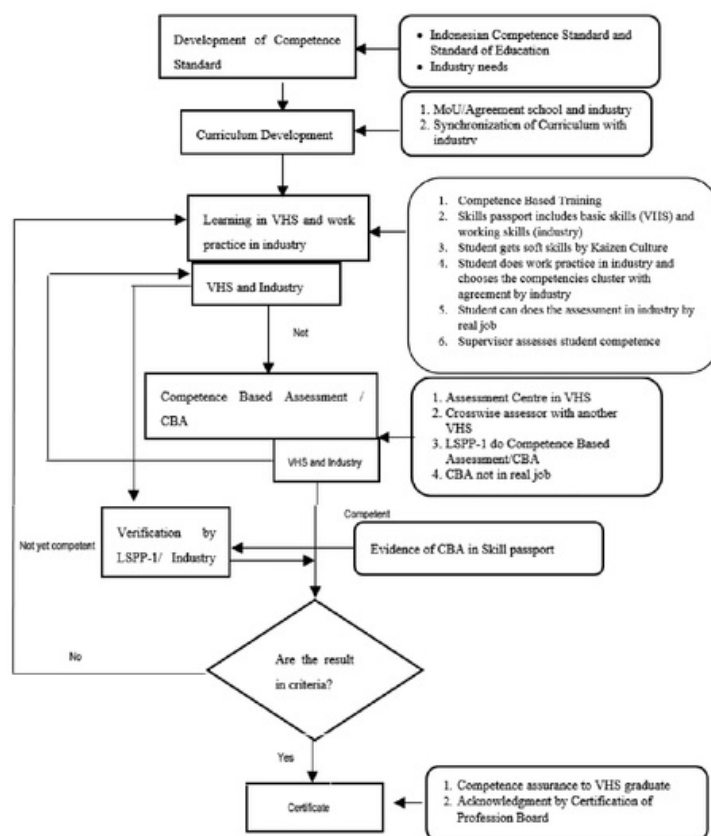 Development of Competence
Standard
• Indonesian Competence Standard and
Standard of Education
• Industry needs
Curriculum Development
1. MoU/Agreement school and industry
2. Synchronization of Curriculum with
industry
Learning in VHS and work
practice in industry
VHS and Industry
1. Competence Based Training
2. Skills passport includes basic skills (VHS) and
working skills (industry)
3. Student gets soft skills by Kaizen Culture
4. Student does work practice in industry and
chooses the competencies cluster with
agreement by industry
5. Student can does the assessment in industry by
real job
6. Supervisor assesses student competence
Not
Competence Based Assessment /
CBA
VHS and Industry
1. Assessment Centre in VHS
2. Crosswise assessor with another
VHS
3. LSPP-1 do Competence Based
Assessment/CBA
4. CBA not in real job
Competent
Not yet competent
Verification by
LSPP-1/ Industry
Evidence of CBA in Skill passport
No
Are the result
in criteria?
Yes
Certificate
1. Competence assurance to VHS graduate
2. Acknowledgment by Certification of
Profession Board